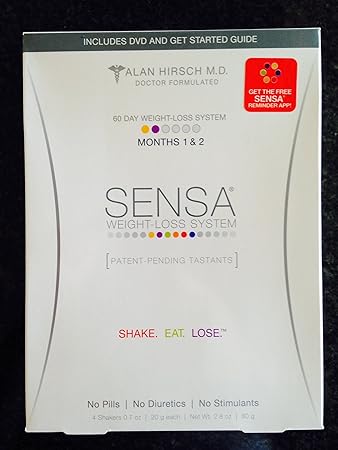 INCLUDES DVD AND GET STARTED GUIDE
ALAN HIRSCH M.D.
DOCTOR FORMULATED
GET THE FREE
SENSA®
REMINDER APP!
60 DAY WEIGHT-LOSS SYSTEM
MONTHS 1 & 2
SENSA®
WEIGHT-LOSS SYSTEM
[PATENT-PENDING TASTANTS]
SHAKE. EAT. LOSE.™
No Pills | No Diuretics | No Stimulants
4 Shakers 0.7 oz | 20 g each | Net Wt. 2.8 oz | 80 g